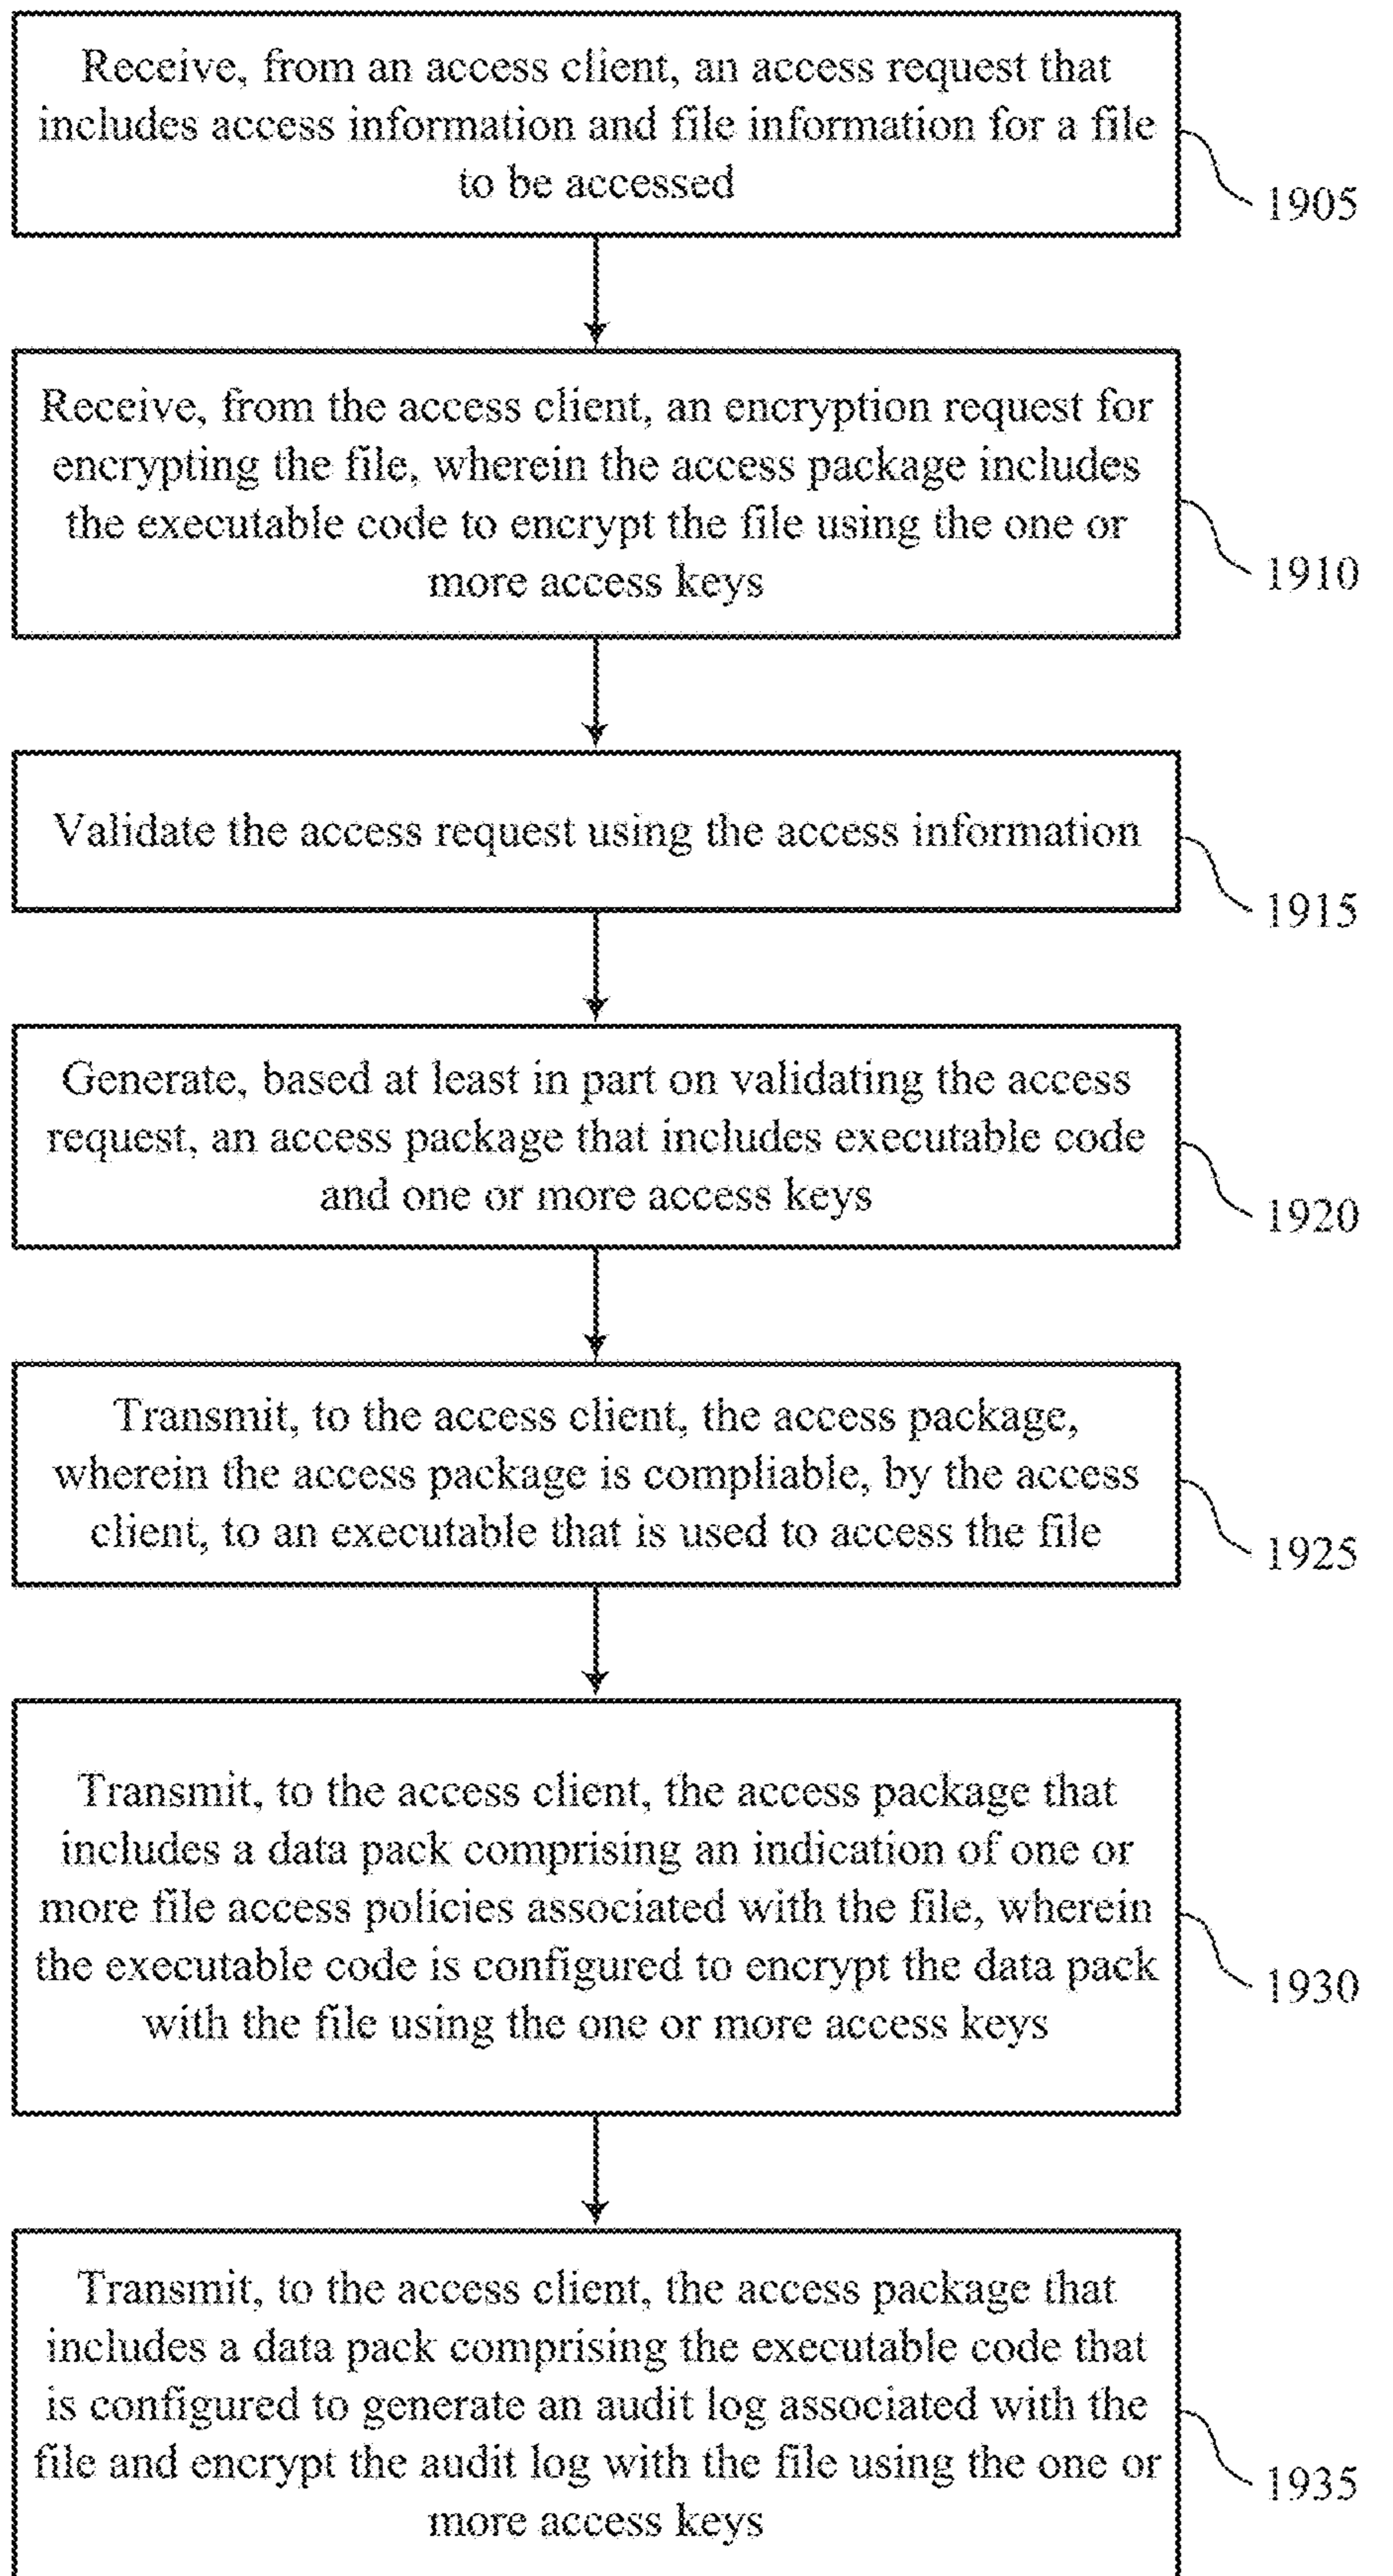 Receive, from an access client, an access request that
includes access information and file information for a file
to be accessed
1905
Receive, from the access client, an encryption request for
encrypting the file, wherein the access package includes
the executable code to encrypt the file using the one or
more access keys
1910
Validate the access request using the access information
1915
Generate, based at least in part on validating the access
request, an access package that includes executable code
and one or more access keys
1920
Transmit, to the access client, the access package,
wherein the access package is compliable, by the access
client, to an executable that is used to access the file
1925
Transmit, to the access client, the access package that
includes a data pack comprising an indication of one or
more file access policies associated with the file, wherein
the executable code is configured to encrypt the data pack
with the file using the one or more access keys
1930
Transmit, to the access client, the access package that
includes a data pack comprising the executable code that
is configured to generate an audit log associated with the
file and encrypt the audit log with the file using the one or
more access keys
1935